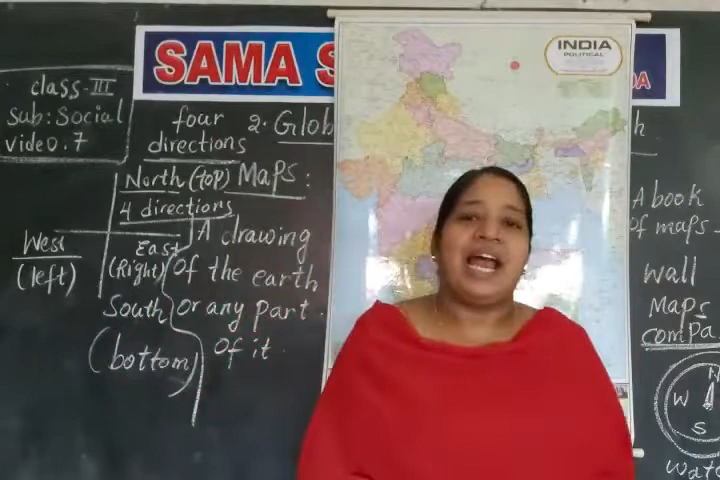 SAMA S
DA
INDIA
POLITICAL
class-III
Sub: Social
video.7
four
directions
2. Glob
h
North (top)
Maps :
4 directions
West
(left)
East
(Right)
South
(bottom)
A drawing
of the earth
or any part
of it
A book
of maps -
wall
Maps
compa
N
W
S
Wat